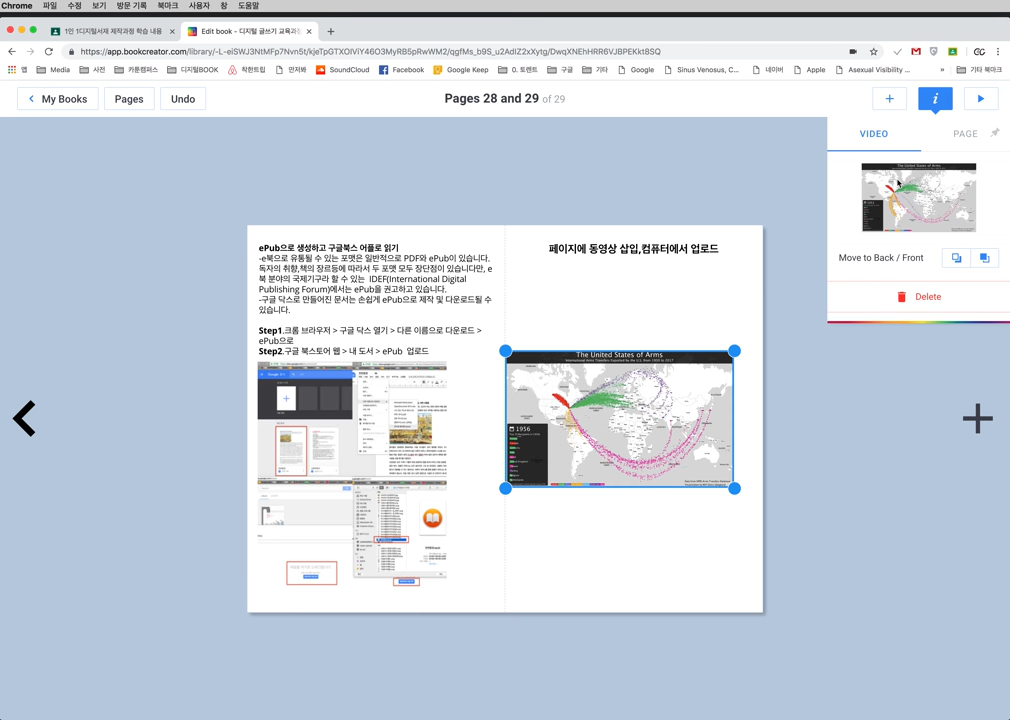 Chrome 파일 수정 보기 방문 기록 북마크 사용자 창 도움말
1인 1디지털서재 제작과정 학습 내용
Edit book - 디지털 글쓰기 교육과정
https://app.bookcreator.com/library/-L-eiSWJ3NtMFp7Nvn5t/kjeTpGTXOIViY46O3MyRB5pRwWM2/qgfMs_b9S_u2AdlZ2xXytg/DwqXNEhHRR6VJBPEKkt8SQ
앱 Media 사전 카툰캠퍼스 디지털BOOK 착한트립 민저봐 SoundCloud Facebook Google Keep 0. 토렌트 구글 기타 Google Sinus Venosus, C... 네이버 Apple Asexual Visibility ... » 기타 북마크
My Books
Pages
Undo
Pages 28 and 29 of 29
VIDEO
PAGE
Move to Back / Front
Delete
ePub으로 생성하고 구글북스 어플로 읽기
-e북으로 유통될 수 있는 포맷은 일반적으로 PDF와 ePub이 있습니다.
독자의 취향,책의 장르등에 따라서 두 포맷 모두 장단점이 있습니다만, e
북 분야의 국제기구라 할 수 있는 IDEF(International Digital
Publishing Forum)에서는 ePub을 권고하고 있습니다.
-구글 닥스로 만들어진 문서는 손쉽게 ePub으로 제작 및 다운로드될 수
있습니다.
Step1.크롬 브라우저 > 구글 닥스 열기 > 다른 이름으로 다운로드 >
ePub으로
Step2.구글 북스토어 웹 > 내 도서 > ePub 업로드
페이지에 동영상 삽입,컴퓨터에서 업로드
The United States of Arms
International Arms Transfers Exported by the U.S. from 1950 to 2017
1956